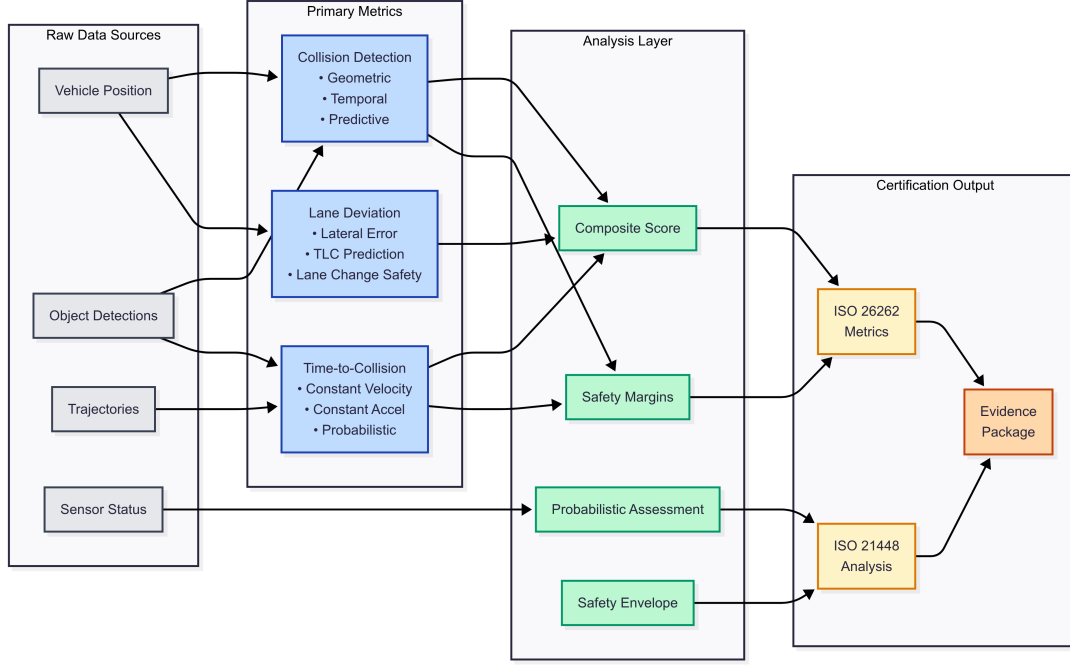 Raw Data Sources
Vehicle Position
Object Detections
Trajectories
Sensor Status
Primary Metrics
Collision Detection
• Geometric
• Temporal
• Predictive
Lane Deviation
• Lateral Error
• TLC Prediction
• Lane Change Safety
Time-to-Collision
• Constant Velocity
• Constant Accel
• Probabilistic
Analysis Layer
Composite Score
Safety Margins
Probabilistic Assessment
Safety Envelope
Certification Output
ISO 26262
Metrics
ISO 21448
Analysis
Evidence
Package